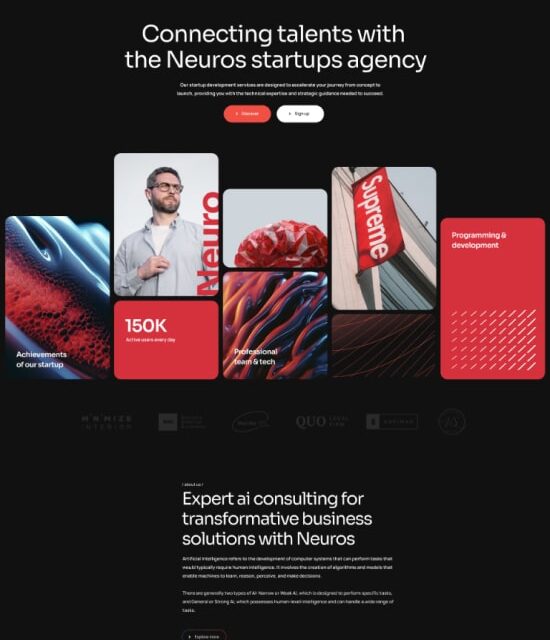 Connecting talents with
the Neuros startups agency
Our startup development services are designed to accelerate your journey from concept to
launch, providing you with the technical expertise and strategic guidance needed to succeed.
Discover
Sign up
Neuro
Supreme
Programming &
development
150K
Active users every day
Achievements
of our startup
Professional
team & tech
QUO
( about us )
Expert ai consulting for
transformative business
solutions with Neuros
Artificial intelligence refers to the development of computer systems that can perform tasks that
would typically require human intelligence. It involves the creation of algorithms and models that
enable machines to learn, reason, perceive, and make decisions.
There are generally two types of AI: Narrow or Weak AI, which is designed to perform specific tasks,
and General or Strong AI, which possesses human-level intelligence and can handle a wide range of
tasks.
Explore more